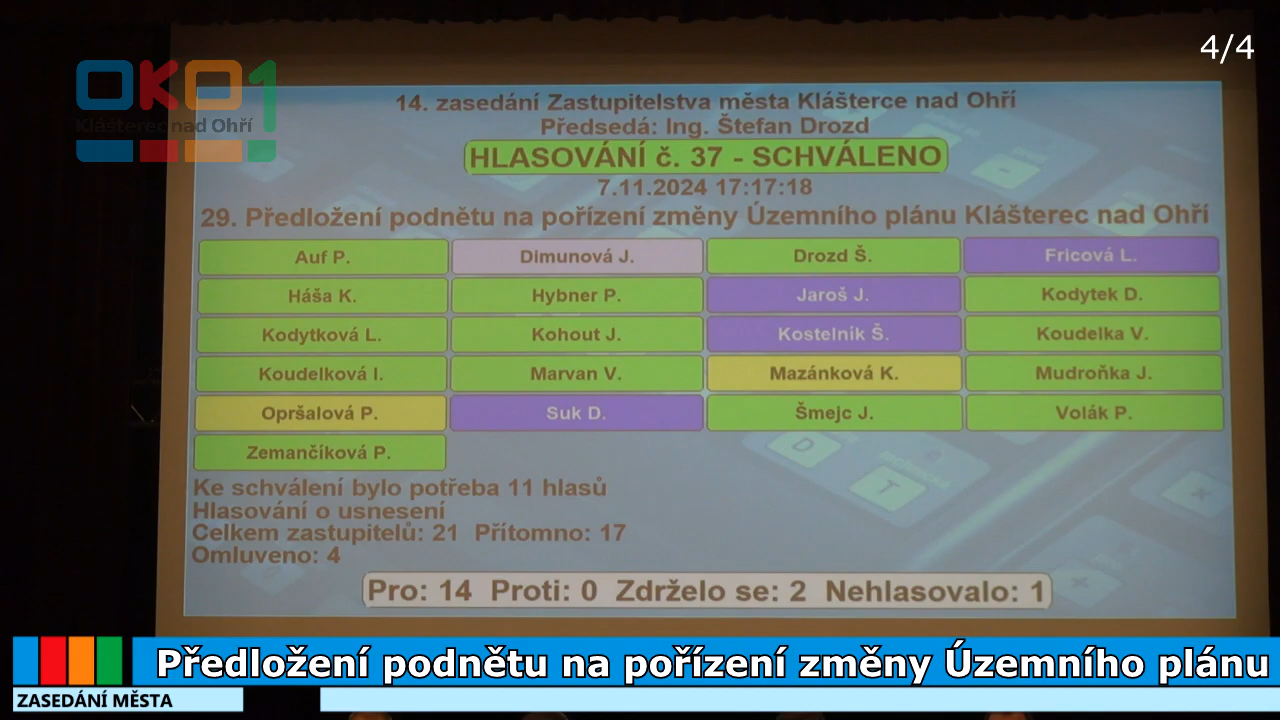 4/4
OKO1
Klášterec nad Ohří
14. zasedání Zastupitelstva města Klášterce nad Ohří
Předsedá: Ing. Štefan Drozd
HLASOVÁNÍ č. 37 - SCHVÁLENO
7.11.2024 17:17:18
29. Předložení podnětu na pořízení změny Územního plánu Klášterec nad Ohří
Auf P. Dimunová J. Drozd Š. Fricová L.
Háša K. Hybner P. Jaroš J. Kodytek D.
Kodytková L. Kohout J. Kostelník Š. Koudelka V.
Koudelková I. Marvan V. Mazánková K. Mudroňka J.
Opršalová P. Suk D. Šmejc J. Volák P.
Zemančíková P.
Ke schválení bylo potřeba 11 hlasů
Hlasování o usnesení
Celkem zastupitelů: 21 Přítomno: 17
Omluveno: 4
Pro: 14 Proti: 0 Zdrželo se: 2 Nehlasovalo: 1
Předložení podnětu na pořízení změny Územního plánu
ZASEDÁNÍ MĚSTA